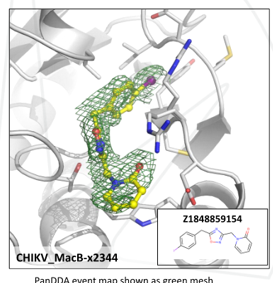 Z1848859154
CHIKV_MacB-x2344
PanDDA event map shown as green mesh